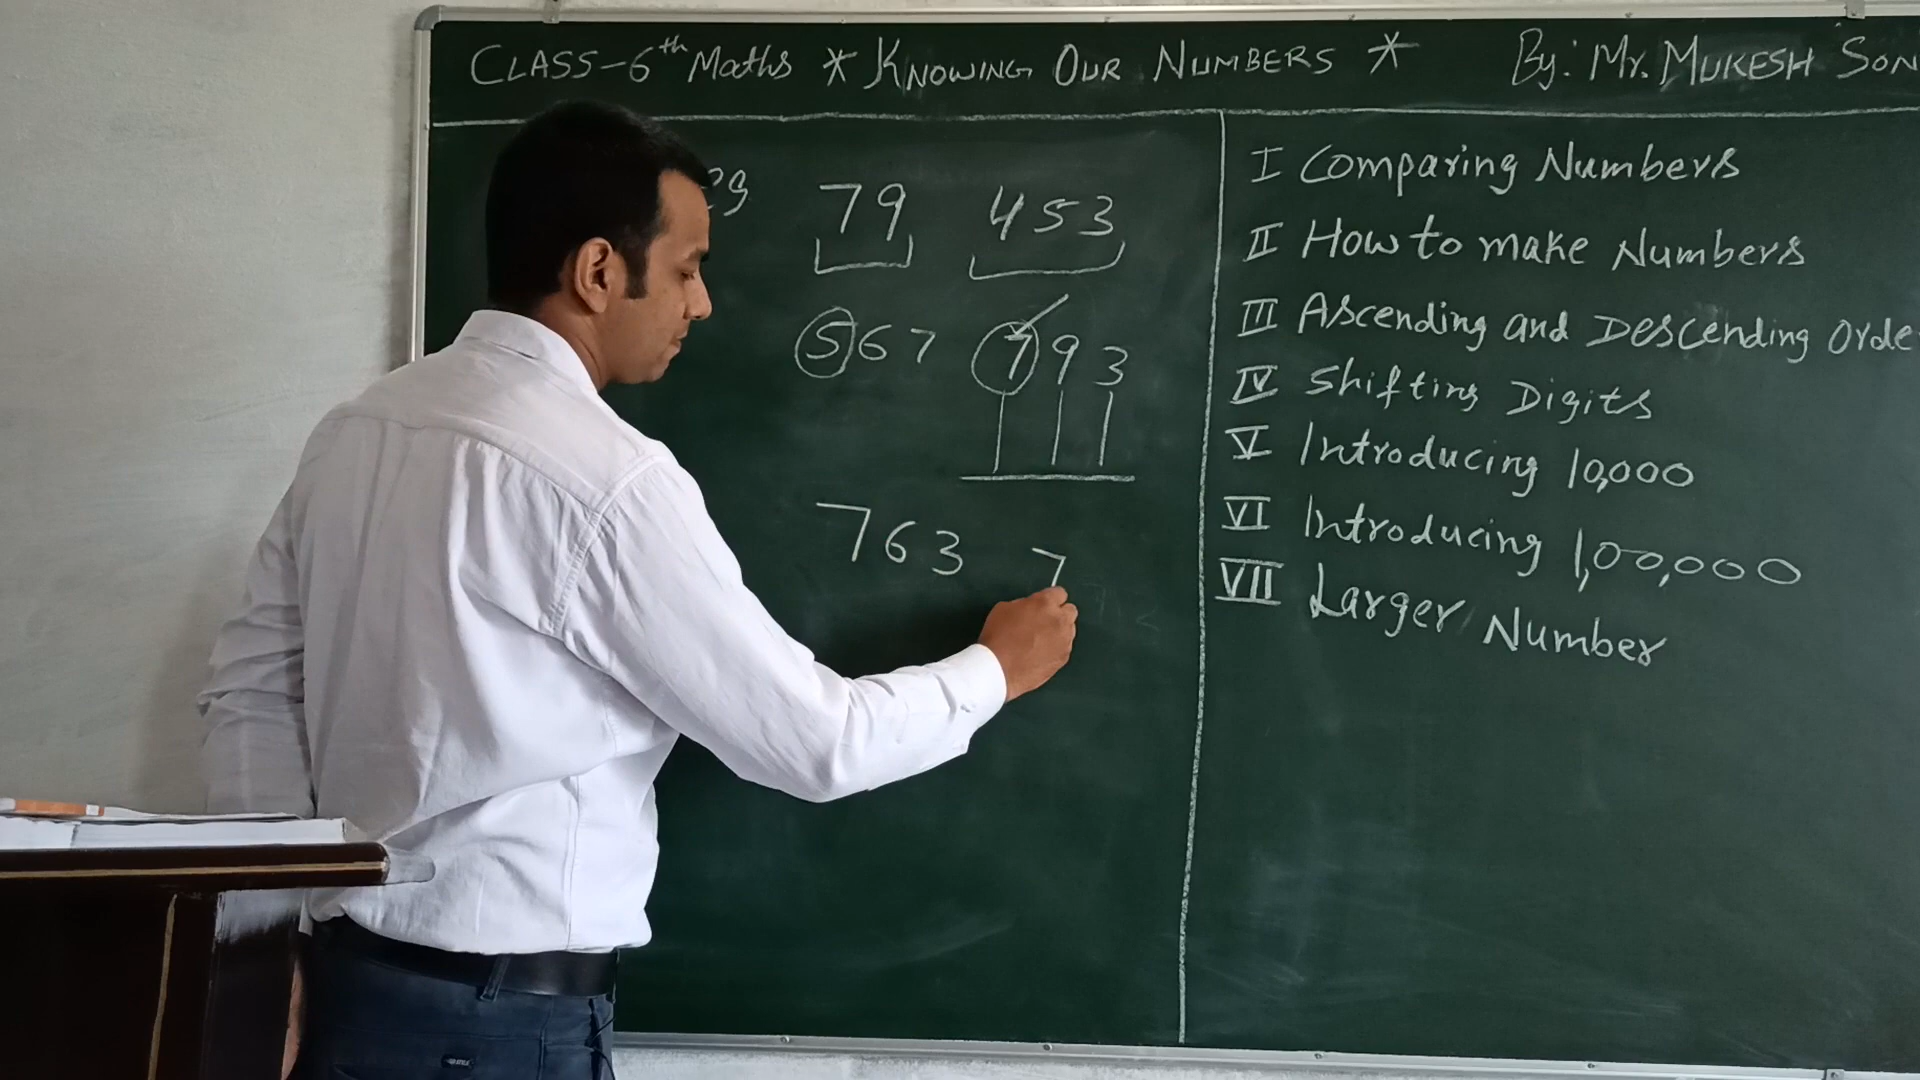 CLASS-6th Maths * KNOWING OUR NUMBERS * By: Mr. MUKESH SON
29 79 453
567 793
763 7
I Comparing Numbers
II How to make Numbers
III Ascending and Descending Orde
IV Shifting Digits
V Introducing 10,000
VI Introducing 1,00,000
VII Larger Number